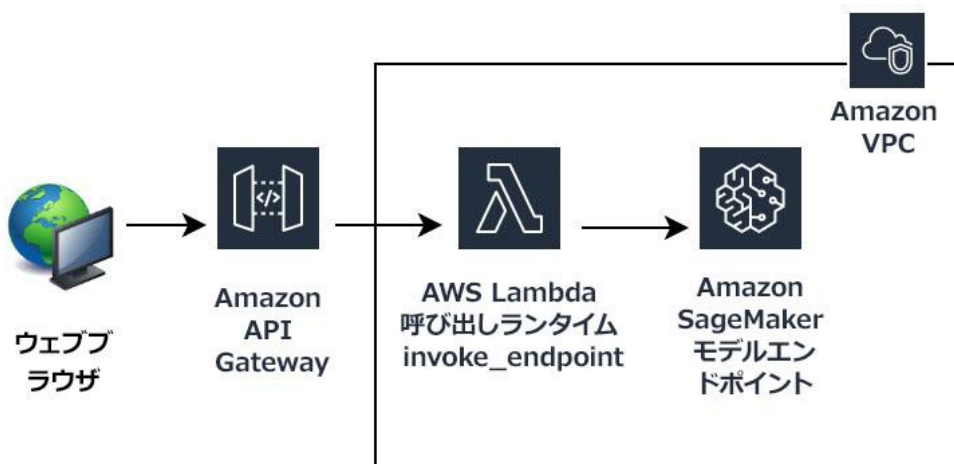 Amazon
VPC
ウェブブ
ラウザ
Amazon
API
Gateway
AWS Lambda
呼び出しランタイム
invoke_endpoint
Amazon
SageMaker
モデルエン
ドポイント